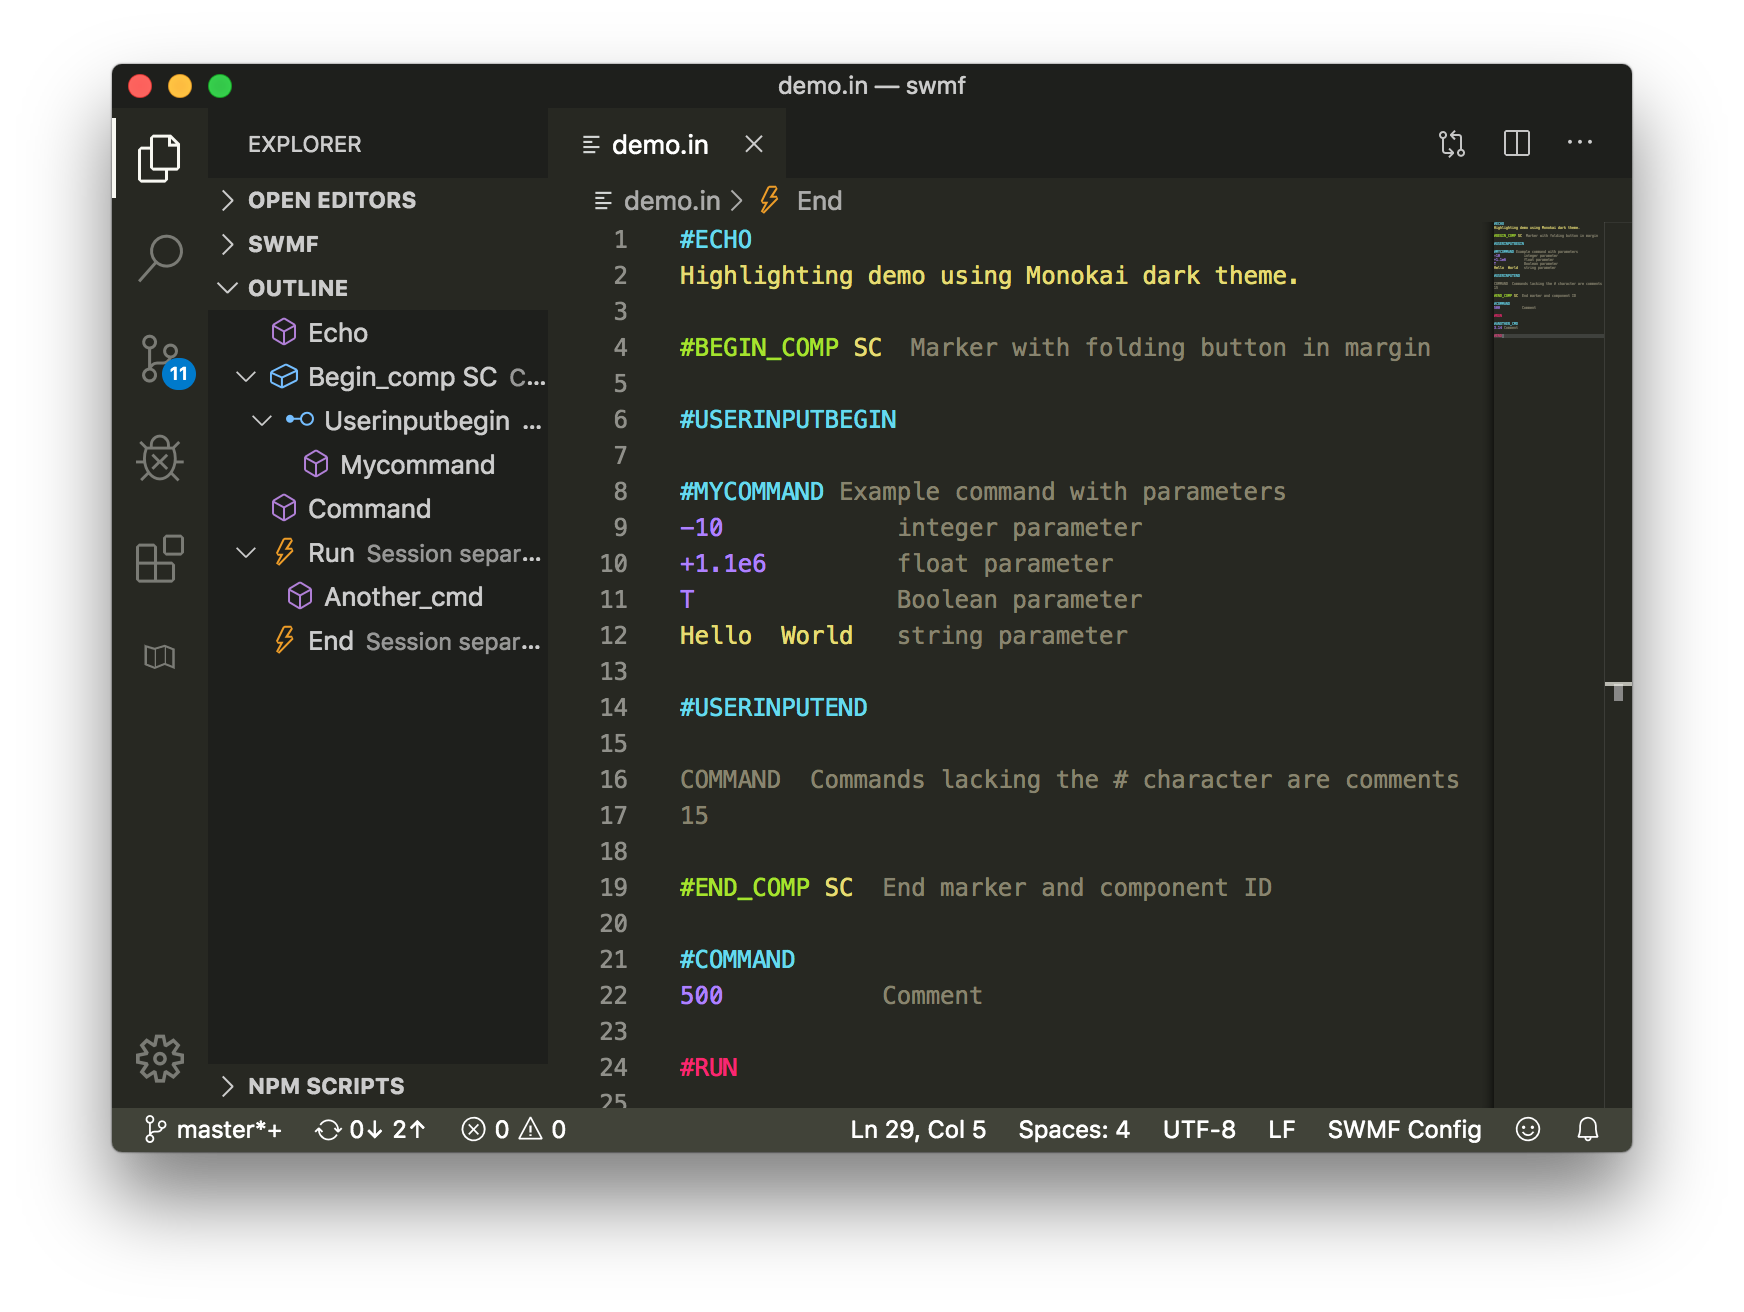 demo.in — swmf
EXPLORER
OPEN EDITORS
SWMF
OUTLINE
Echo
Begin_comp SC C...
Userinputbegin ...
Mycommand
Command
Run Session separ...
Another_cmd
End Session separ...
NPM SCRIPTS
11
demo.in
demo.in > End
1 #ECHO
2 Highlighting demo using Monokai dark theme.
3
4 #BEGIN_COMP SC  Marker with folding button in margin
5
6 #USERINPUTBEGIN
7
8 #MYCOMMAND Example command with parameters
9 -10            integer parameter
10 +1.1e6         float parameter
11 T              Boolean parameter
12 Hello  World   string parameter
13
14 #USERINPUTEND
15
16 COMMAND  Commands lacking the # character are comments
17 15
18
19 #END_COMP SC  End marker and component ID
20
21 #COMMAND
22 500           Comment
23
24 #RUN
25
master*+ 0↓ 2↑ 0 0 Ln 29, Col 5 Spaces: 4 UTF-8 LF SWMF Config